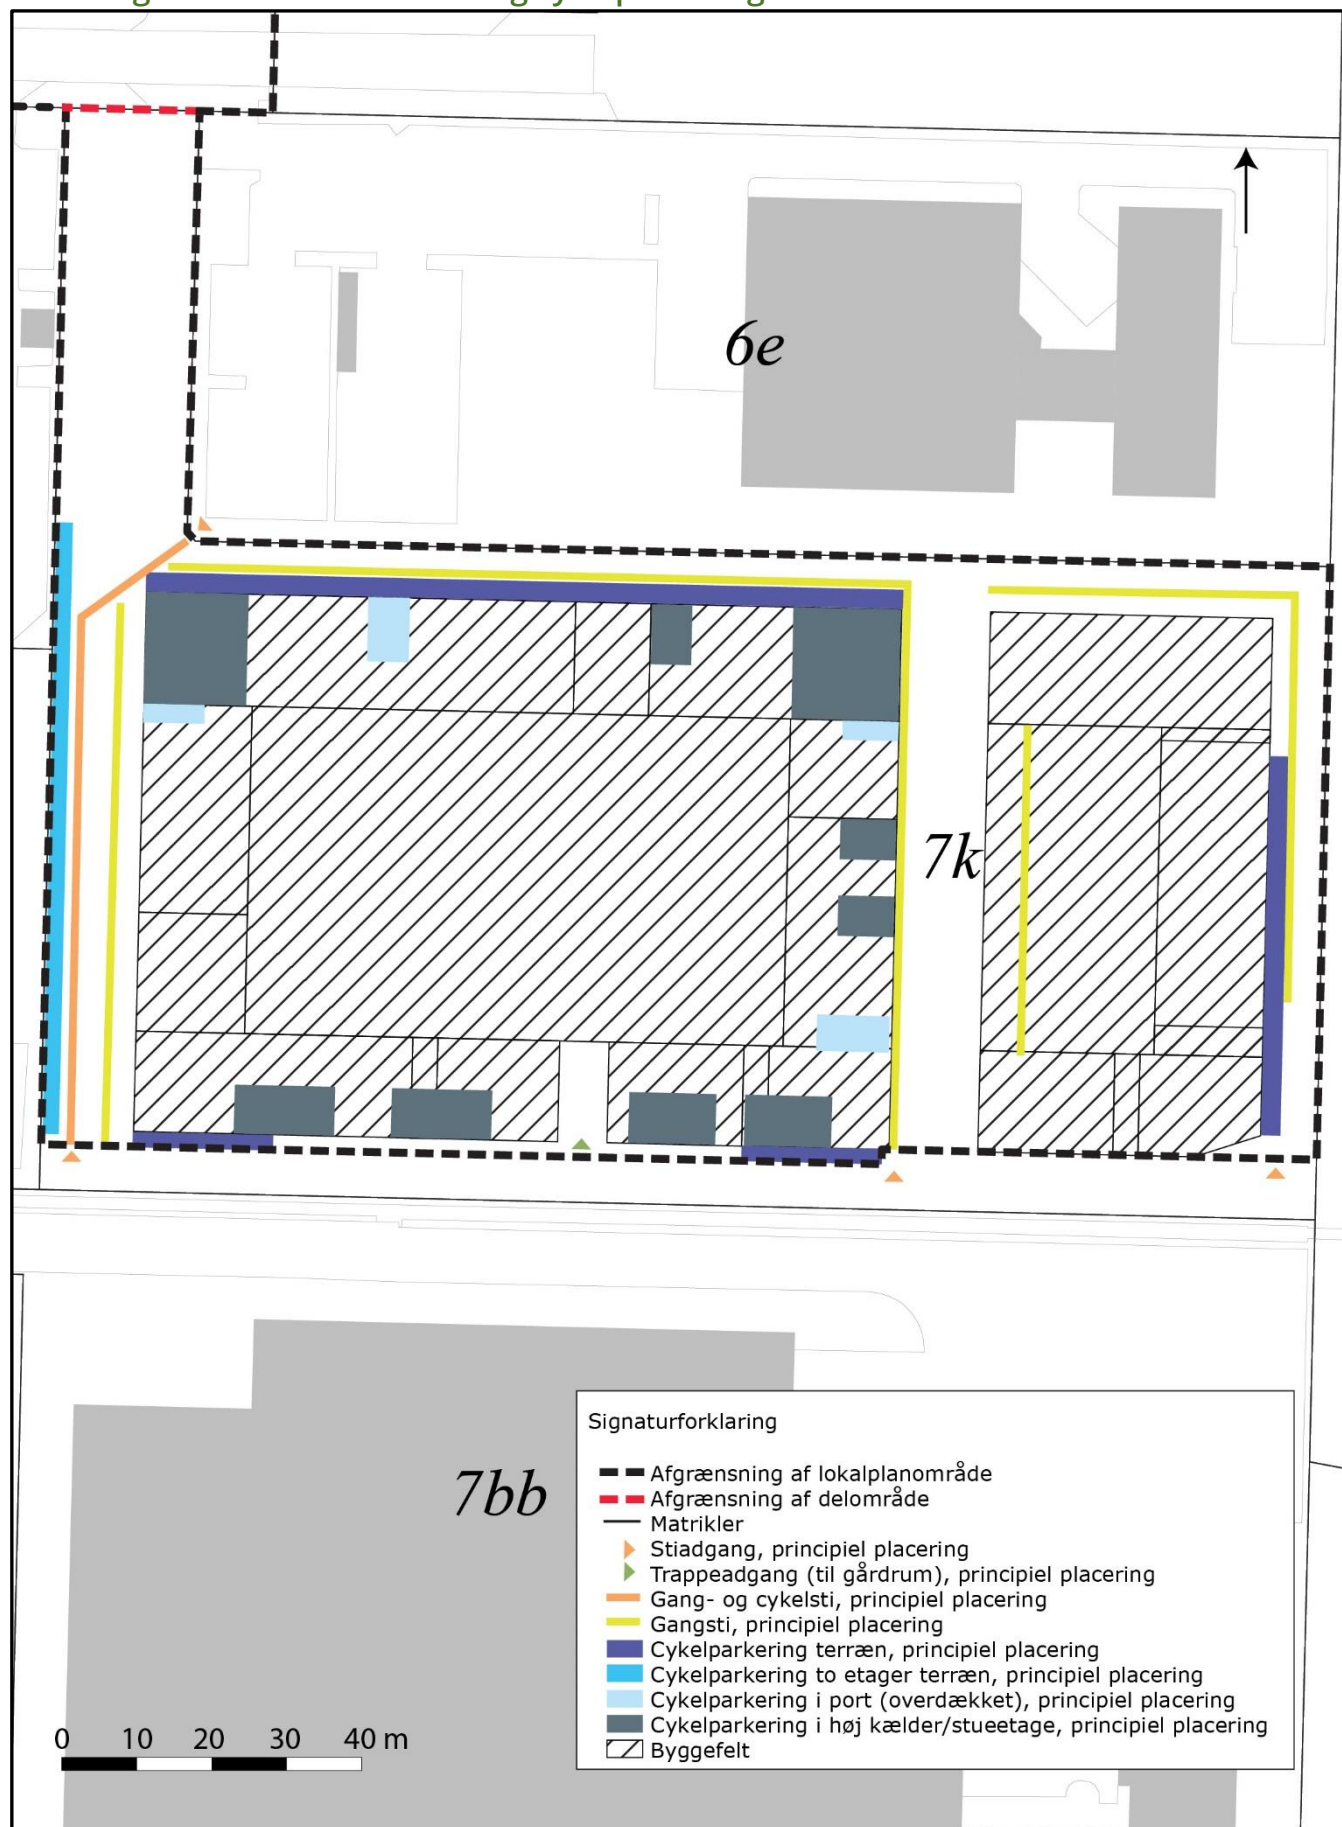 6e
7k
7bb
Signaturforklaring
Afgrænsning af lokalplanområde
Afgrænsning af delområde
Matrikler
Stiadgang, principiel placering
Trappeadgang (til gårdrum), principiel placering
Gang- og cykelsti, principiel placering
Gangsti, principiel placering
Cykelparkering terræn, principiel placering
Cykelparkering to etager terræn, principiel placering
Cykelparkering i port (overdækket), principiel placering
Cykelparkering i høj kælder/stueetage, principiel placering
Byggefelt
0 10 20 30 40 m